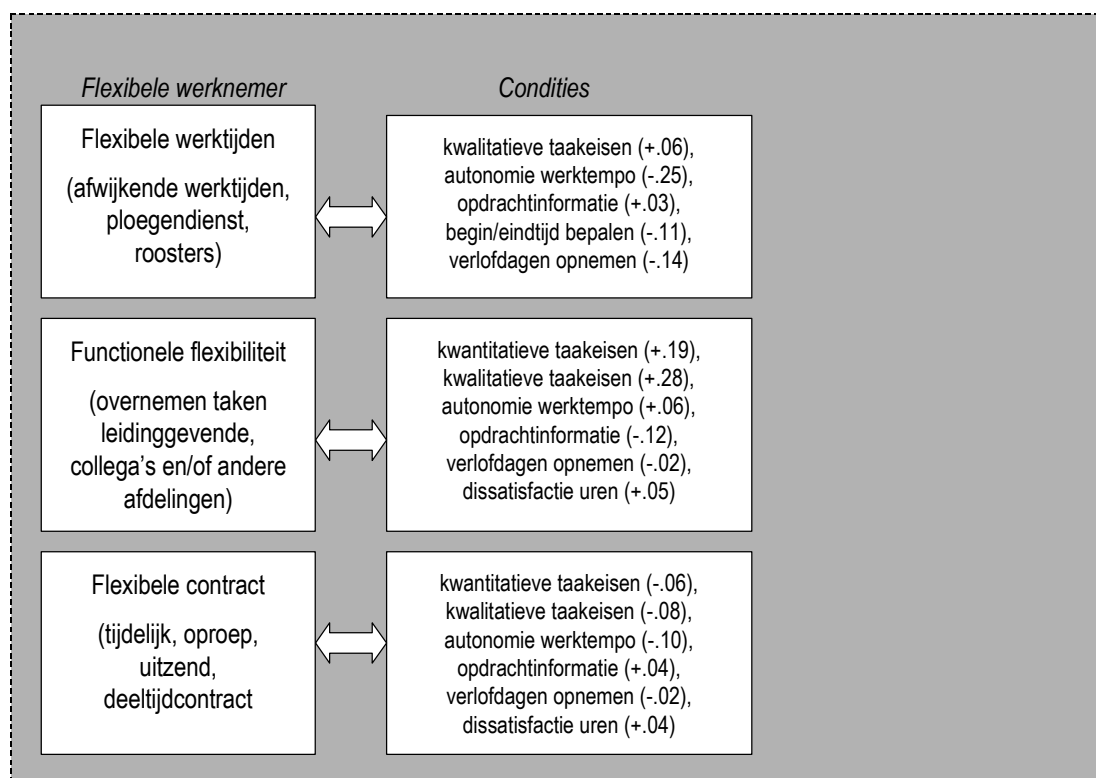 Flexibele werknemer
Condities
Flexibele werktijden
(afwijkende werktijden,
ploegendienst,
roosters)
kwalitatieve taakeisen (+.06),
autonomie werktempo (-.25),
opdrachtinformatie (+.03),
begin/eindtijd bepalen (-.11),
verlofdagen opnemen (-.14)
Functionele flexibiliteit
(overnemen taken
leidinggevende,
collega's en/of andere
afdelingen)
kwantitatieve taakeisen (+.19),
kwalitatieve taakeisen (+.28),
autonomie werktempo (+.06),
opdrachtinformatie (-.12),
verlofdagen opnemen (-.02),
dissatisfactie uren (+.05)
Flexibele contract
(tijdelijk, oproep,
uitzend,
deeltijdcontract
kwantitatieve taakeisen (-.06),
kwalitatieve taakeisen (-.08),
autonomie werktempo (-.10),
opdrachtinformatie (+.04),
verlofdagen opnemen (-.02),
dissatisfactie uren (+.04)